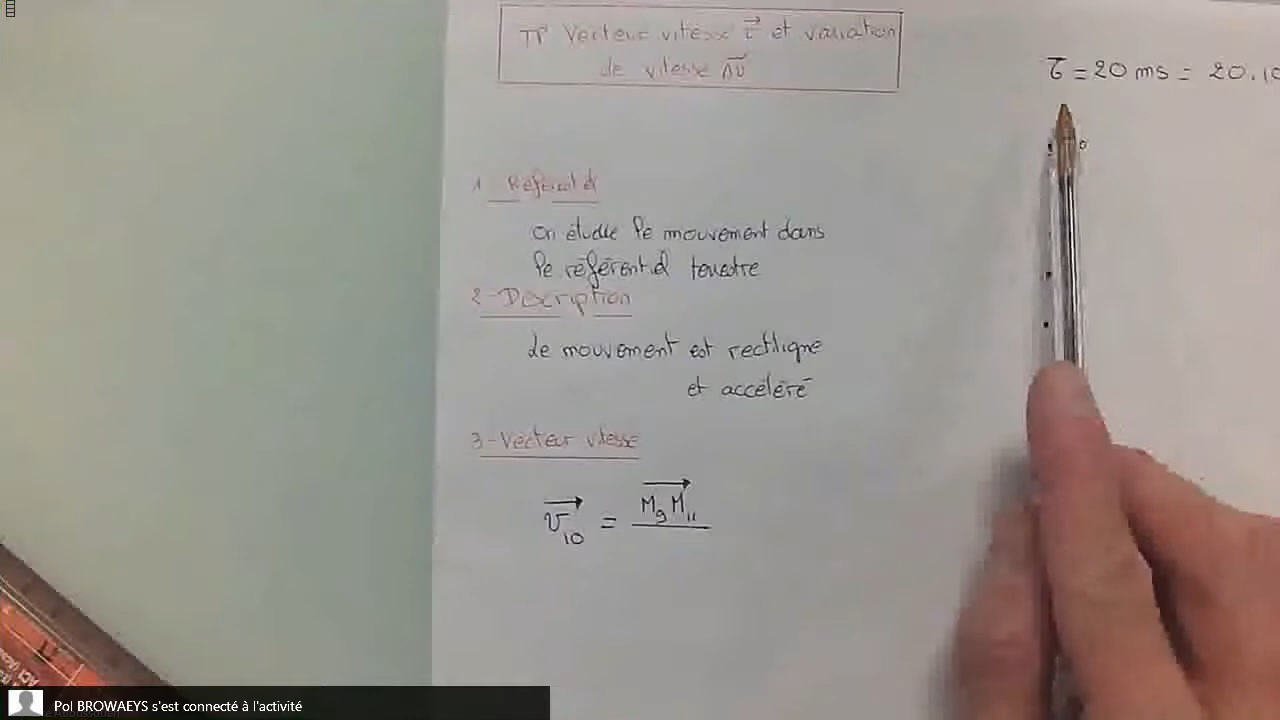 TP Vecteur vitesse v et variation
de vitesse Δv
τ = 20 ms = 20.10
1 - Référentiel
On étudie le mouvement dans
le référentiel terrestre
2 - Description
Le mouvement est rectiligne
et accéléré
3 - Vecteur vitesse
v10 = M9M11
Pol BROWAEYS s'est connecté à l'activité